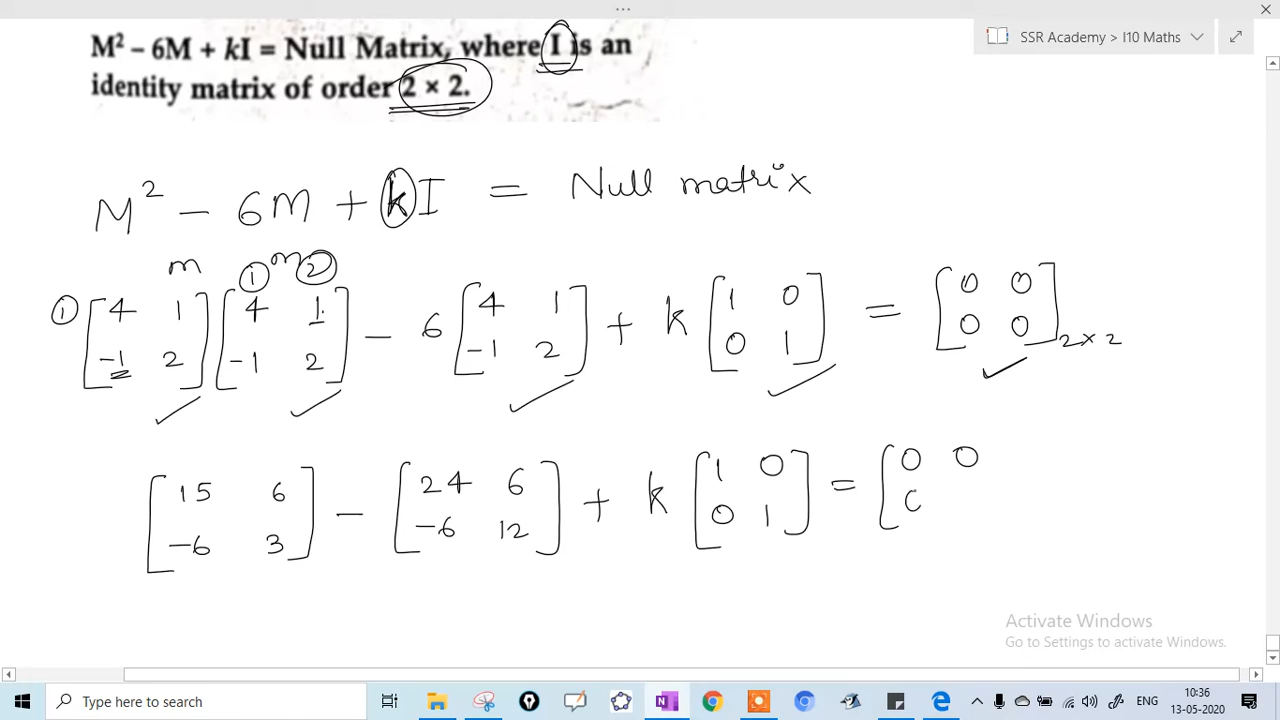 SSR Academy > I10 Maths
M² – 6M + kI = Null Matrix, where I is an
identity matrix of order 2 × 2.
M² – 6M + kI = Null matrix
m ① m ②
① [4 1 -1 2] [4 1 -1 2] – 6 [4 1 -1 2] + k [1 0 0 1] = [0 0 0 0] 2×2
[15 6 -6 3] – [24 6 -6 12] + k [1 0 0 1] = [0 0 0
Activate Windows
Go to Settings to activate Windows.
Type here to search
10:36
13-05-2020